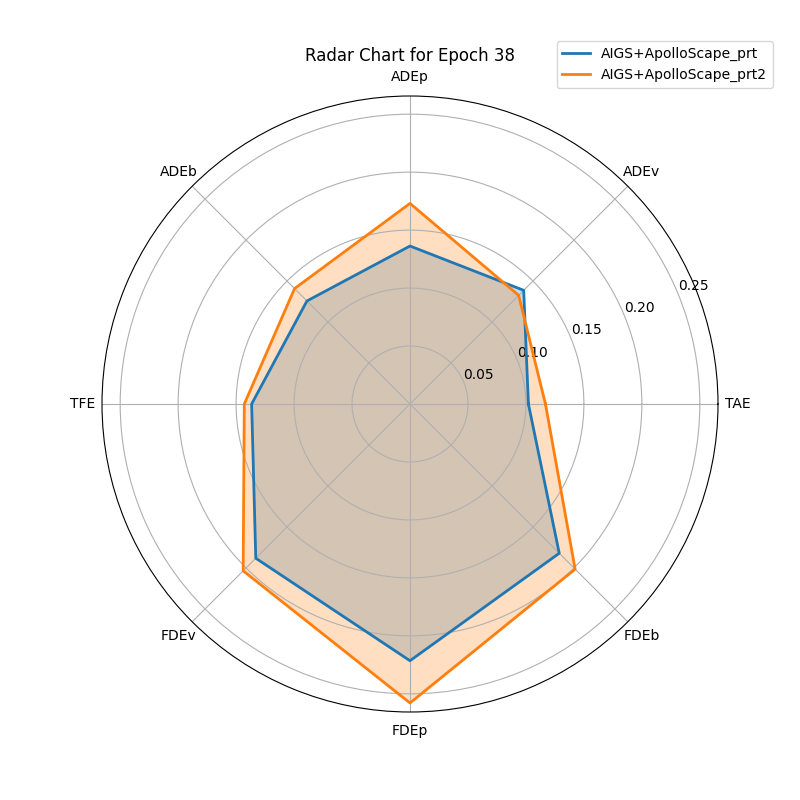 Radar Chart for Epoch 38
AIGS+ApolloScape_prt
AIGS+ApolloScape_prt2
ADEp
ADEb
ADEv
0.25
0.20
0.15
0.10
0.05
TFE
TAE
FDEv
FDEb
FDEp